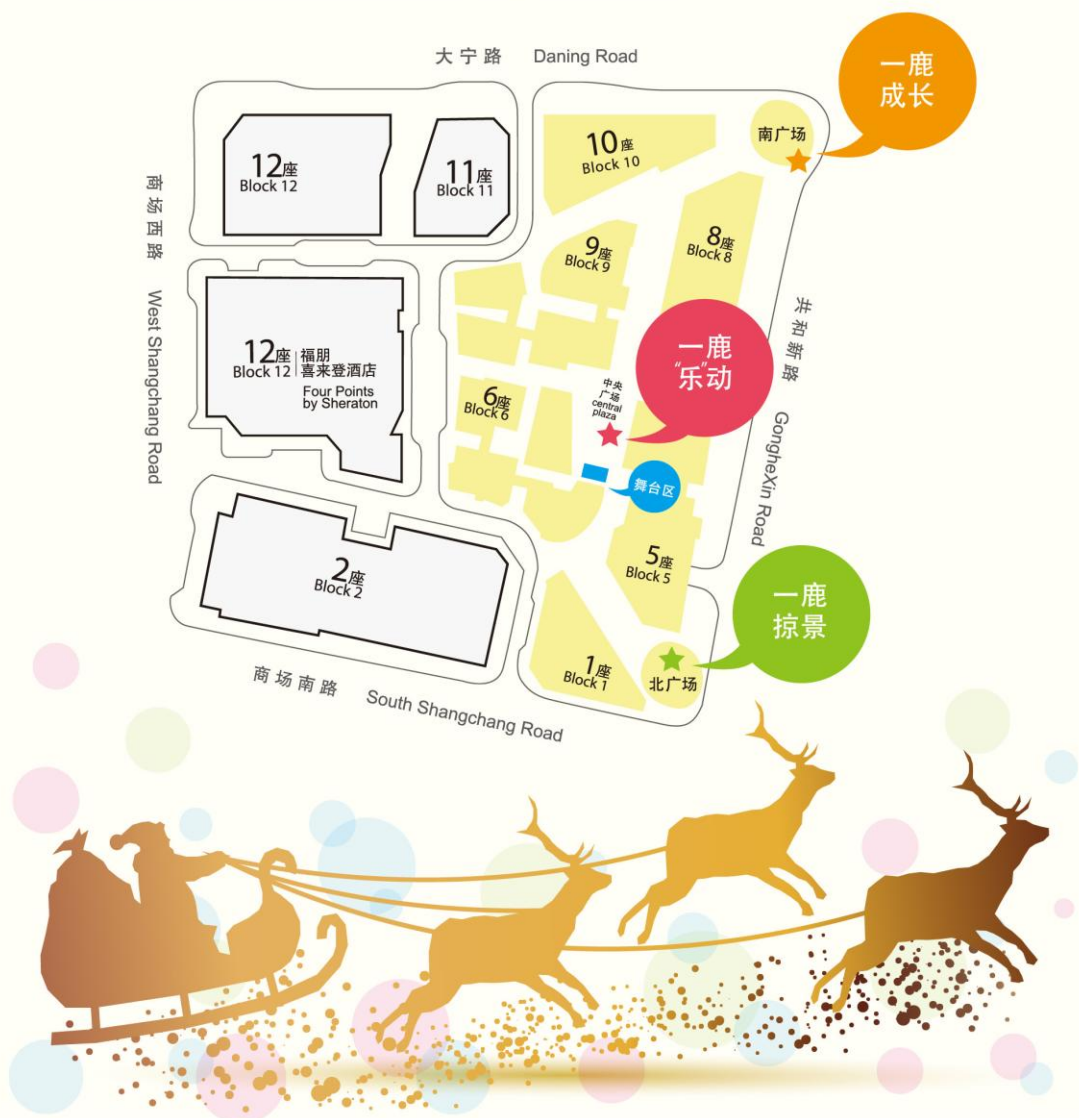 大宁路 Daning Road
一鹿
成长
南广场
10座
Block 10
12座
Block 12
11座
Block 11
商场西路 West Shangchang Road
8座
Block 8
9座
Block 9
共和新路 GongheXin Road
一鹿
“乐”动
12座
Block 12
福朋
喜来登酒店
Four Points
by Sheraton
中央
广场
central
plaza
6座
Block 6
舞台区
5座
Block 5
2座
Block 2
一鹿
掠景
1座
Block 1
北广场
商场南路 South Shangchang Road